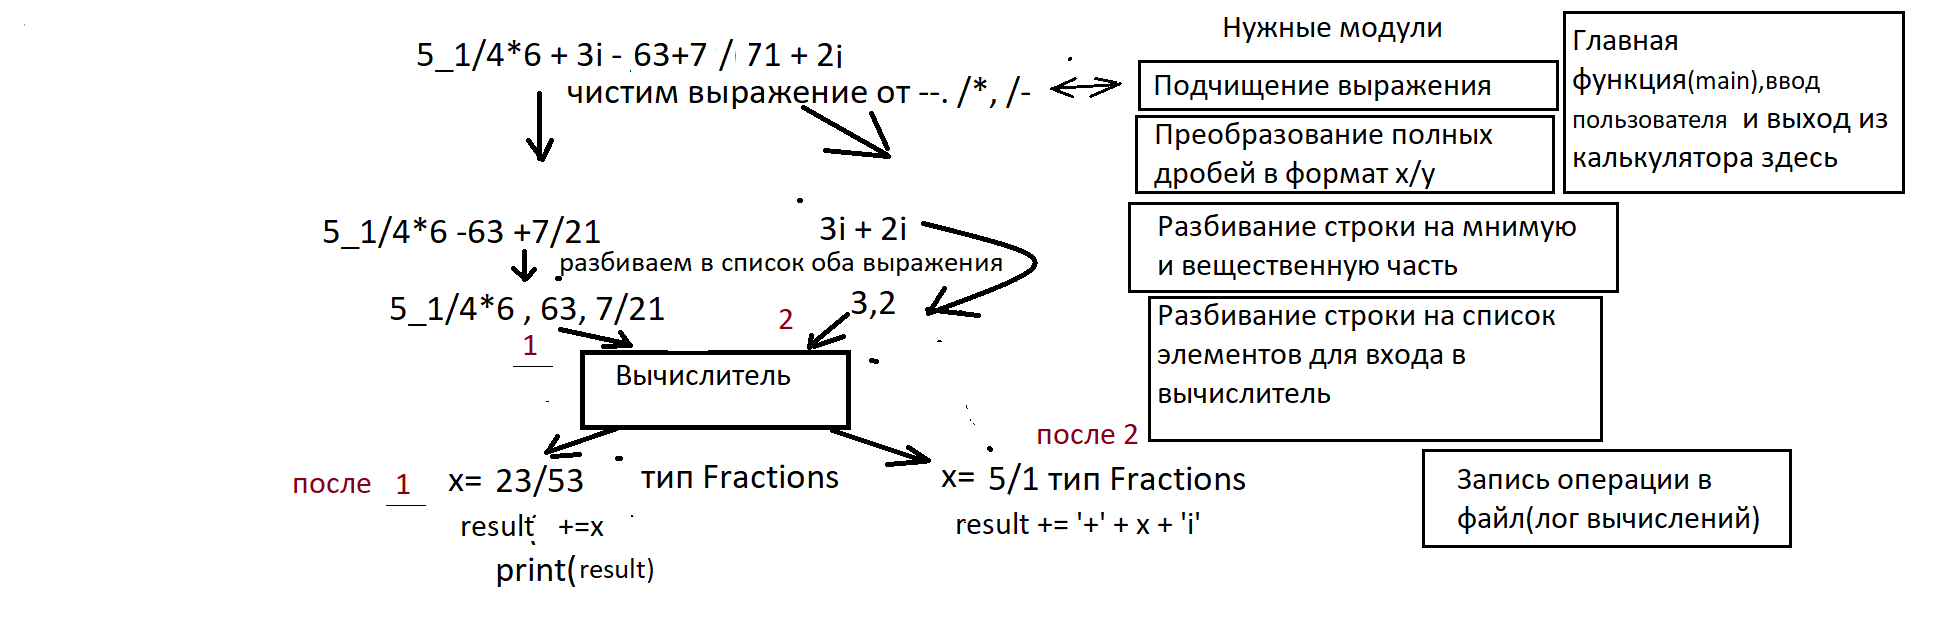 5_1/4*6 + 3i - 63+7 / 71 + 2i
чистим выражение от --. /*, /-
5_1/4*6 -63 +7/21
3i + 2i
разбиваем в список оба выражения
5_1/4*6 , 63, 7/21
3,2
1
2
Вычислитель
после 1
x= 23/53
тип Fractions
result +=x
print(result)
после 2
x= 5/1 тип Fractions
result += '+' + x + 'i'
Нужные модули
Подчищение выражения
Преобразование полных
дробей в формат x/y
Разбивание строки на мнимую
и вещественную часть
Разбивание строки на список
элементов для входа в
вычислитель
Главная
функция(main),ввод
пользователя и выход из
калькулятора здесь
Запись операции в
файл(лог вычислений)